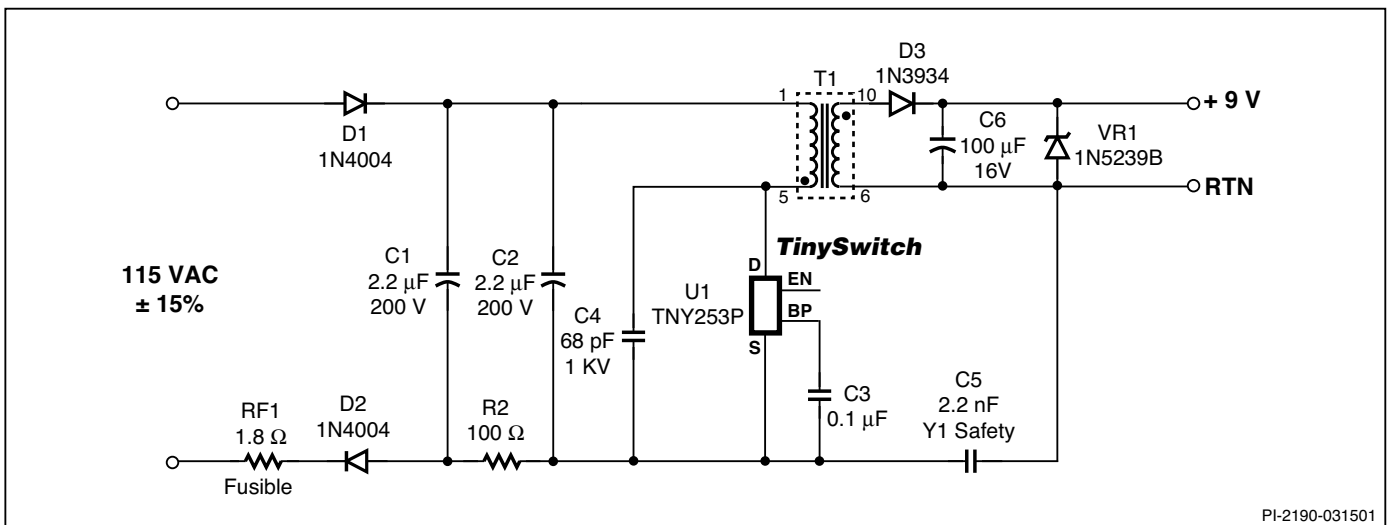 D3
1N3934
T1
1
10
+ 9 V
D1
1N4004
C6
100 µF
16V
VR1
1N5239B
RTN
5
6
TinySwitch
115 VAC
± 15%
C1
2.2 µF
200 V
C2
2.2 µF
200 V
D
EN
U1
TNY253P
BP
S
C4
68 pF
1 KV
C3
0.1 µF
C5
2.2 nF
Y1 Safety
RF1
1.8 Ω
Fusible
D2
1N4004
R2
100 Ω
PI-2190-031501